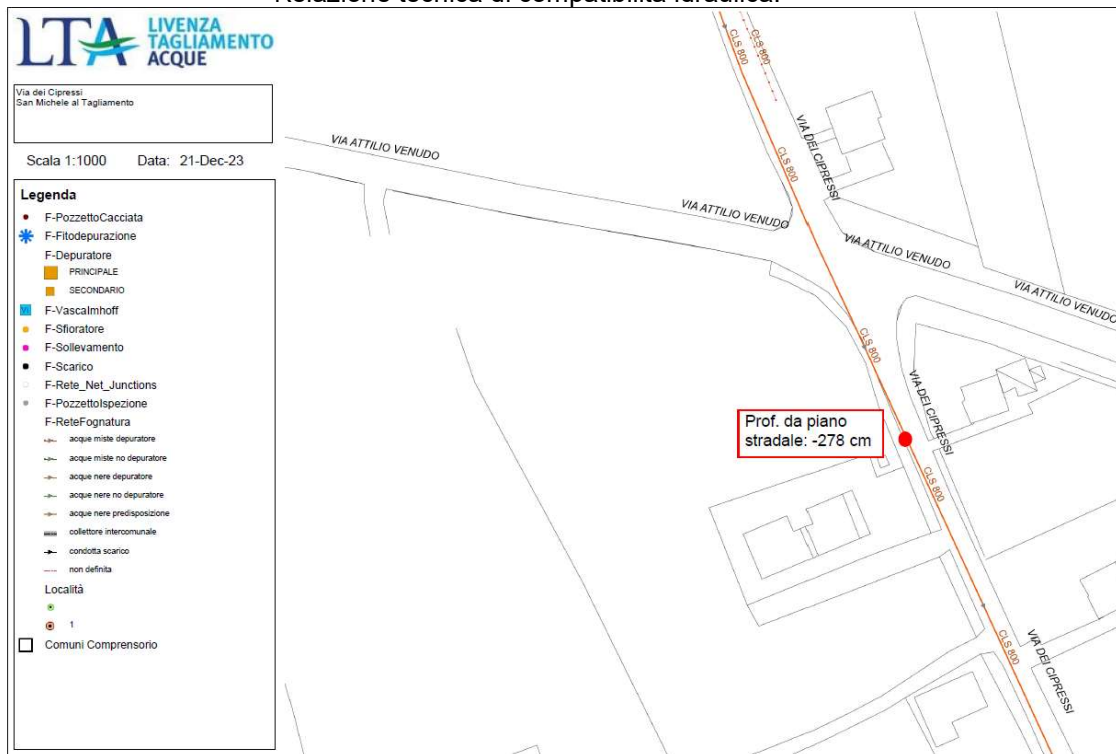 Relazione tecnica di compatibilità idraulica.
LTA
LIVENZA
TAGLIAMENTO
ACQUE
Via dei Cipressi
San Michele al Tagliamento
Scala 1:1000 Data: 21-Dec-23
Legenda
F-PozzettoCacciata
F-Fitodepurazione
F-Depuratore
PRINCIPALE
SECONDARIO
F-VascaImhoff
F-Sfioratore
F-Sollevamento
F-Scarico
F-Rete_Net_Junctions
F-PozzettoIspezione
F-ReteFognatura
acque miste depuratore
acque miste no depuratore
acque nere depuratore
acque nere no depuratore
acque nere predisposizione
collettore intercomunale
condotta scarico
non definita
Località
1
Comuni Comprensorio
CLS 800
CLS 800
VIA ATTILIO VENUDO
CLS 800
VIA DEI CIPRESSI
VIA ATTILIO VENUDO
VIA ATTILIO VENUDO
VIA ATTILIO VENUDO
CLS 800
VIA DEI CIPRESSI
Prof. da piano
stradale: -278 cm
CLS 800
CLS 800
VIA DEI CIPRESSI